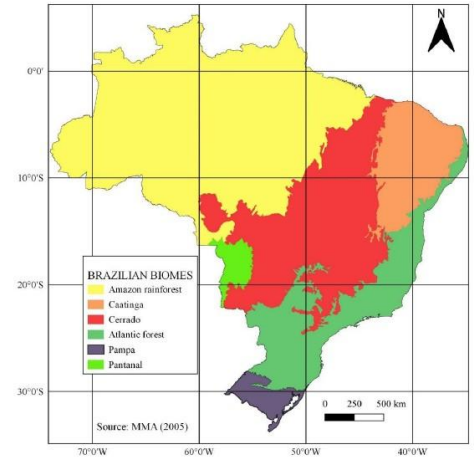 N
0°0'
10°0'S
20°0'S
30°0'S
BRAZILIAN BIOMES
Amazon rainforest
Caatinga
Cerrado
Atlantic forest
Pampa
Pantanal
0 250 500 km
Source: MMA (2005)
70°0'W 60°0'W 50°0'W 40°0'W